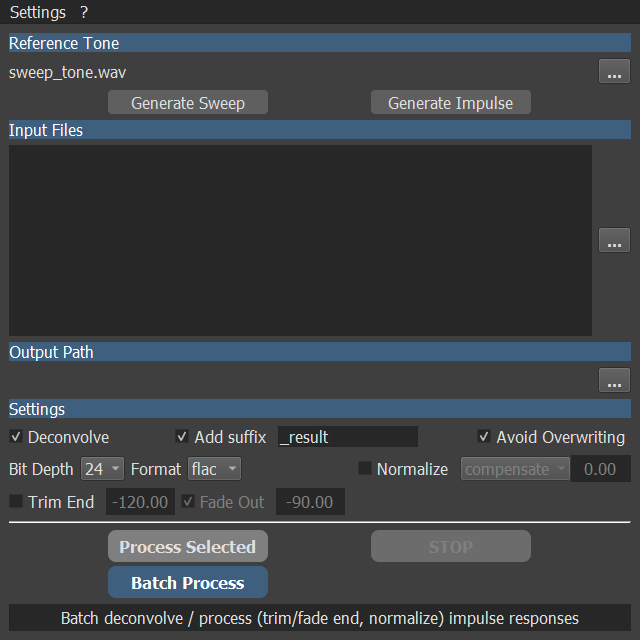 Settings ?
Reference Tone
sweep_tone.wav ...
Generate Sweep Generate Impulse
Input Files
...
Output Path
...
Settings
Deconvolve Add suffix _result Avoid Overwriting
Bit Depth 24 Format flac Normalize compensate 0.00
Trim End -120.00 Fade Out -90.00
Process Selected STOP
Batch Process
Batch deconvolve / process (trim/fade end, normalize) impulse responses